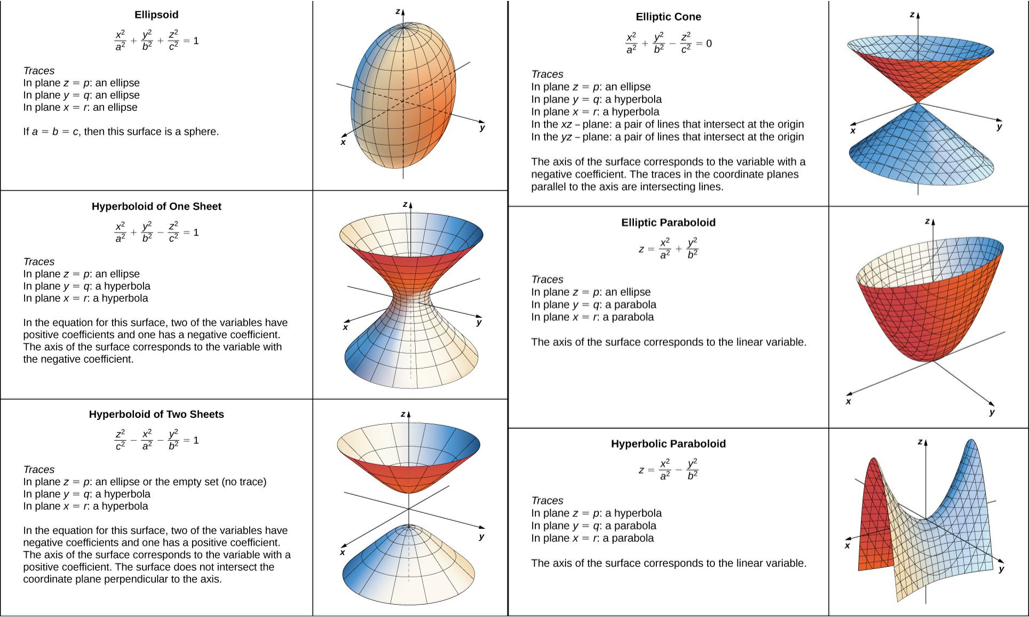 Ellipsoid
x²/a² + y²/b² + z²/c² = 1
Traces
In plane z = p: an ellipse
In plane y = q: an ellipse
In plane x = r: an ellipse
If a = b = c, then this surface is a sphere.
z
x
y
Hyperboloid of One Sheet
x²/a² + y²/b² − z²/c² = 1
Traces
In plane z = p: an ellipse
In plane y = q: a hyperbola
In plane x = r: a hyperbola
In the equation for this surface, two of the variables have
positive coefficients and one has a negative coefficient.
The axis of the surface corresponds to the variable with
the negative coefficient.
z
x
y
Hyperboloid of Two Sheets
z²/c² − x²/a² − y²/b² = 1
Traces
In plane z = p: an ellipse or the empty set (no trace)
In plane y = q: a hyperbola
In plane x = r: a hyperbola
In the equation for this surface, two of the variables have
negative coefficients and one has a positive coefficient.
The axis of the surface corresponds to the variable with a
positive coefficient. The surface does not intersect the
coordinate plane perpendicular to the axis.
z
x
y
Elliptic Cone
x²/a² + y²/b² − z²/c² = 0
Traces
In plane z = p: an ellipse
In plane y = q: a hyperbola
In plane x = r: a hyperbola
In the xz – plane: a pair of lines that intersect at the origin
In the yz – plane: a pair of lines that intersect at the origin
The axis of the surface corresponds to the variable with a
negative coefficient. The traces in the coordinate planes
parallel to the axis are intersecting lines.
z
x
y
Elliptic Paraboloid
z = x²/a² + y²/b²
Traces
In plane z = p: an ellipse
In plane y = q: a parabola
In plane x = r: a parabola
The axis of the surface corresponds to the linear variable.
z
x
y
Hyperbolic Paraboloid
z = x²/a² − y²/b²
Traces
In plane z = p: a hyperbola
In plane y = q: a parabola
In plane x = r: a parabola
The axis of the surface corresponds to the linear variable.
z
x
y